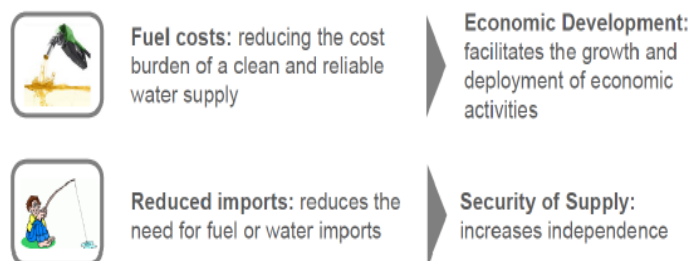 Fuel costs: reducing the cost
burden of a clean and reliable
water supply
Economic Development:
facilitates the growth and
deployment of economic
activities
Reduced imports: reduces the
need for fuel or water imports
Security of Supply:
increases independence